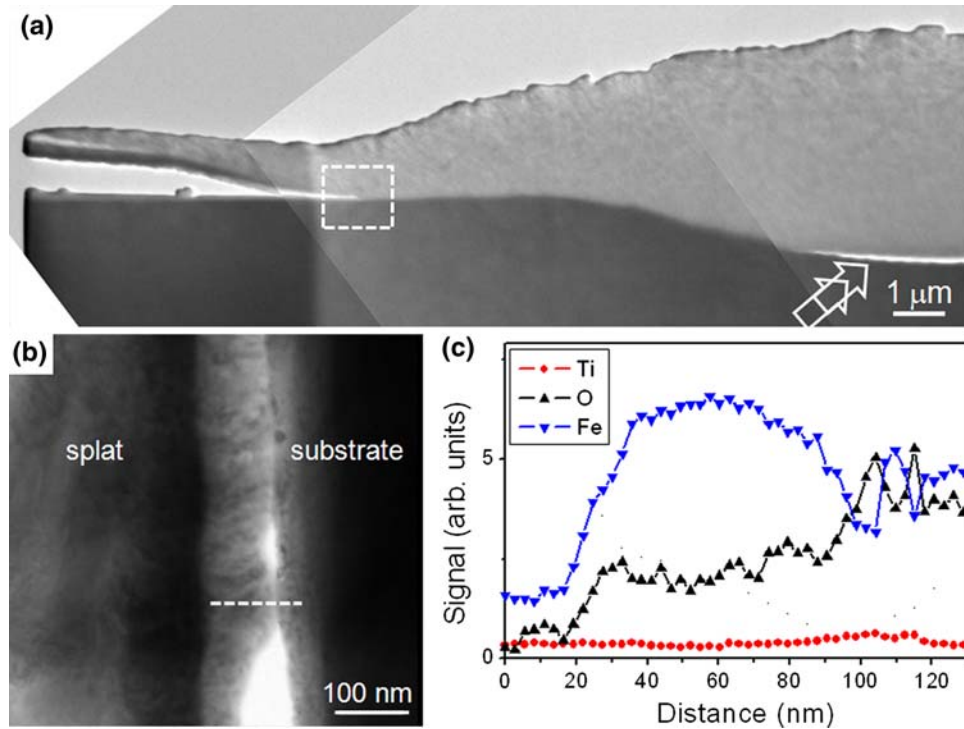 (a)
1 μm
(b)
splat
substrate
100 nm
(c)
Ti
O
Fe
Signal (arb. units)
5
0
0 20 40 60 80 100 120
Distance (nm)